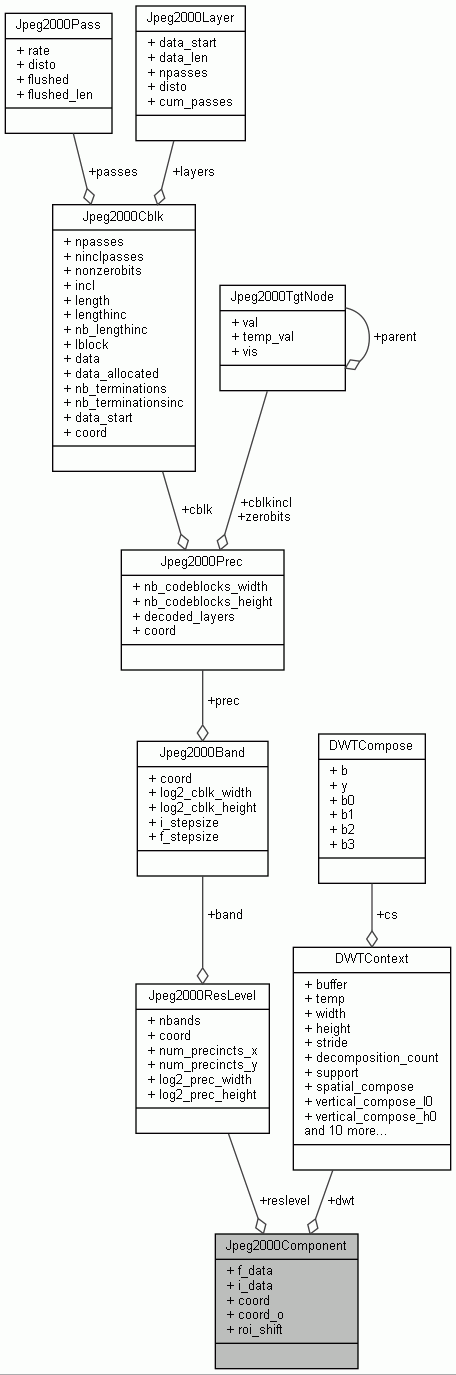 Jpeg2000Pass
+ rate
+ disto
+ flushed
+ flushed_len
Jpeg2000Layer
+ data_start
+ data_len
+ npasses
+ disto
+ cum_passes
+passes
+layers
Jpeg2000Cblk
+ npasses
+ ninclpasses
+ nonzerobits
+ incl
+ length
+ lengthinc
+ nb_lengthinc
+ lblock
+ data
+ data_allocated
+ nb_terminations
+ nb_terminationsinc
+ data_start
+ coord
Jpeg2000TgtNode
+ val
+ temp_val
+ vis
+parent
+cblk
+cblkincl
+zerobits
Jpeg2000Prec
+ nb_codeblocks_width
+ nb_codeblocks_height
+ decoded_layers
+ coord
+prec
Jpeg2000Band
+ coord
+ log2_cblk_width
+ log2_cblk_height
+ i_stepsize
+ f_stepsize
DWTCompose
+ b
+ y
+ b0
+ b1
+ b2
+ b3
+band
+cs
Jpeg2000ResLevel
+ nbands
+ coord
+ num_precincts_x
+ num_precincts_y
+ log2_prec_width
+ log2_prec_height
DWTContext
+ buffer
+ temp
+ width
+ height
+ stride
+ decomposition_count
+ support
+ spatial_compose
+ vertical_compose_l0
+ vertical_compose_h0
and 10 more...
+reslevel
+dwt
Jpeg2000Component
+ f_data
+ i_data
+ coord
+ coord_o
+ roi_shift